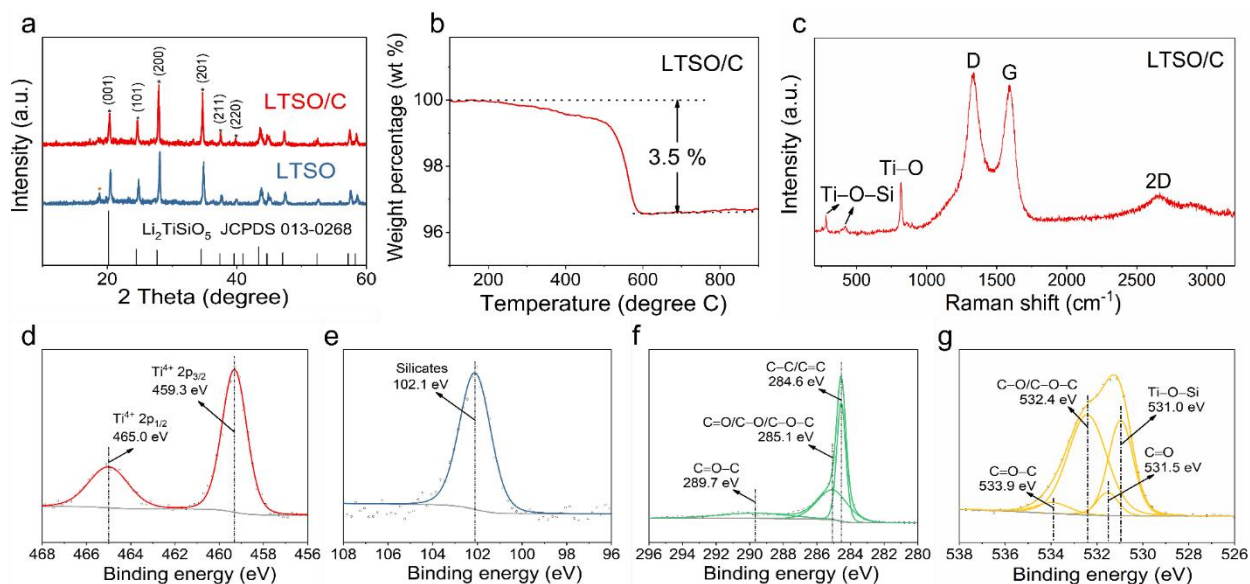 a
Intensity (a.u.)
(001)
(101)
(200)
(201)
(211)
(220)
LTSO/C
LTSO
Li₂TiSiO₅ JCPDS 013-0268
20 40 60
2 Theta (degree)
b
LTSO/C
Weight percentage (wt %)
100
98
96
3.5 %
200 400 600 800
Temperature (degree C)
c
LTSO/C
Intensity (a.u.)
D
G
Ti–O
Ti–O–Si
2D
500 1000 1500 2000 2500 3000
Raman shift (cm⁻¹)
d
Ti⁴⁺ 2p₃/₂
459.3 eV
Ti⁴⁺ 2p₁/₂
465.0 eV
468 466 464 462 460 458 456
Binding energy (eV)
e
Silicates
102.1 eV
108 106 104 102 100 98 96
Binding energy (eV)
f
C–C/C=C
284.6 eV
C=O/C–O/C–O–C
285.1 eV
C=O–C
289.7 eV
296 294 292 290 288 286 284 282 280
Binding energy (eV)
g
C–O/C–O–C
532.4 eV
Ti–O–Si
531.0 eV
C=O
531.5 eV
C=O–C
533.9 eV
538 536 534 532 530 528 526
Binding energy (eV)